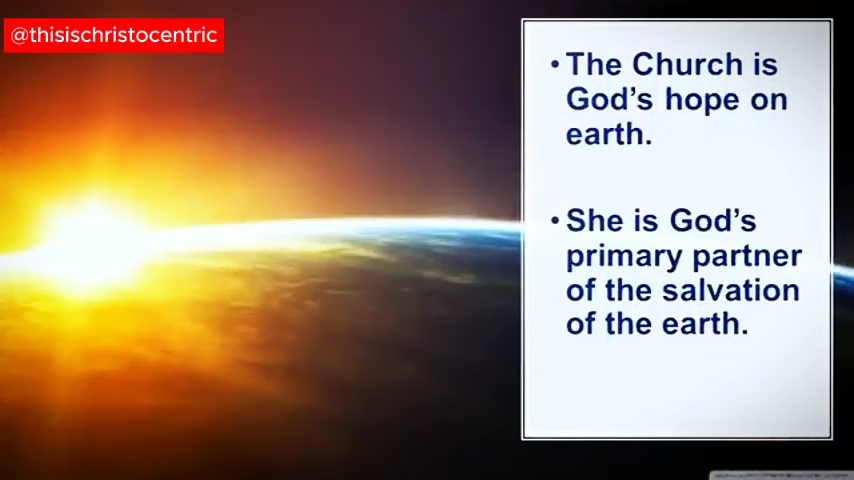 @thisischristocentric
• The Church is
God's hope on
earth.
• She is God's
primary partner
of the salvation
of the earth.